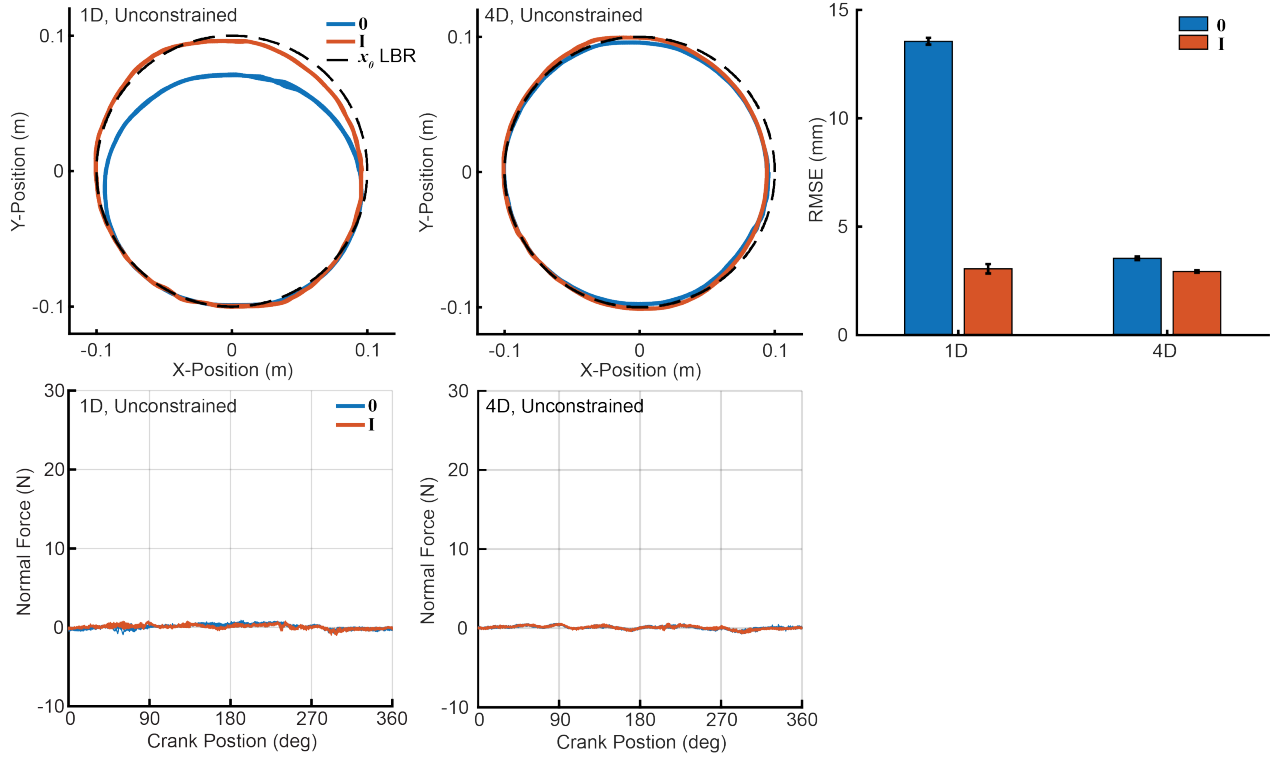 1D, Unconstrained
0
I
x₀ LBR
0.1
0
-0.1
Y-Position (m)
-0.1
0
0.1
X-Position (m)
4D, Unconstrained
0.1
0
-0.1
Y-Position (m)
-0.1
0
0.1
X-Position (m)
15
10
5
0
RMSE (mm)
0
I
1D
4D
1D, Unconstrained
0
I
30
20
10
0
-10
Normal Force (N)
0
90
180
270
360
Crank Postion (deg)
4D, Unconstrained
30
20
10
0
-10
Normal Force (N)
0
90
180
270
360
Crank Postion (deg)